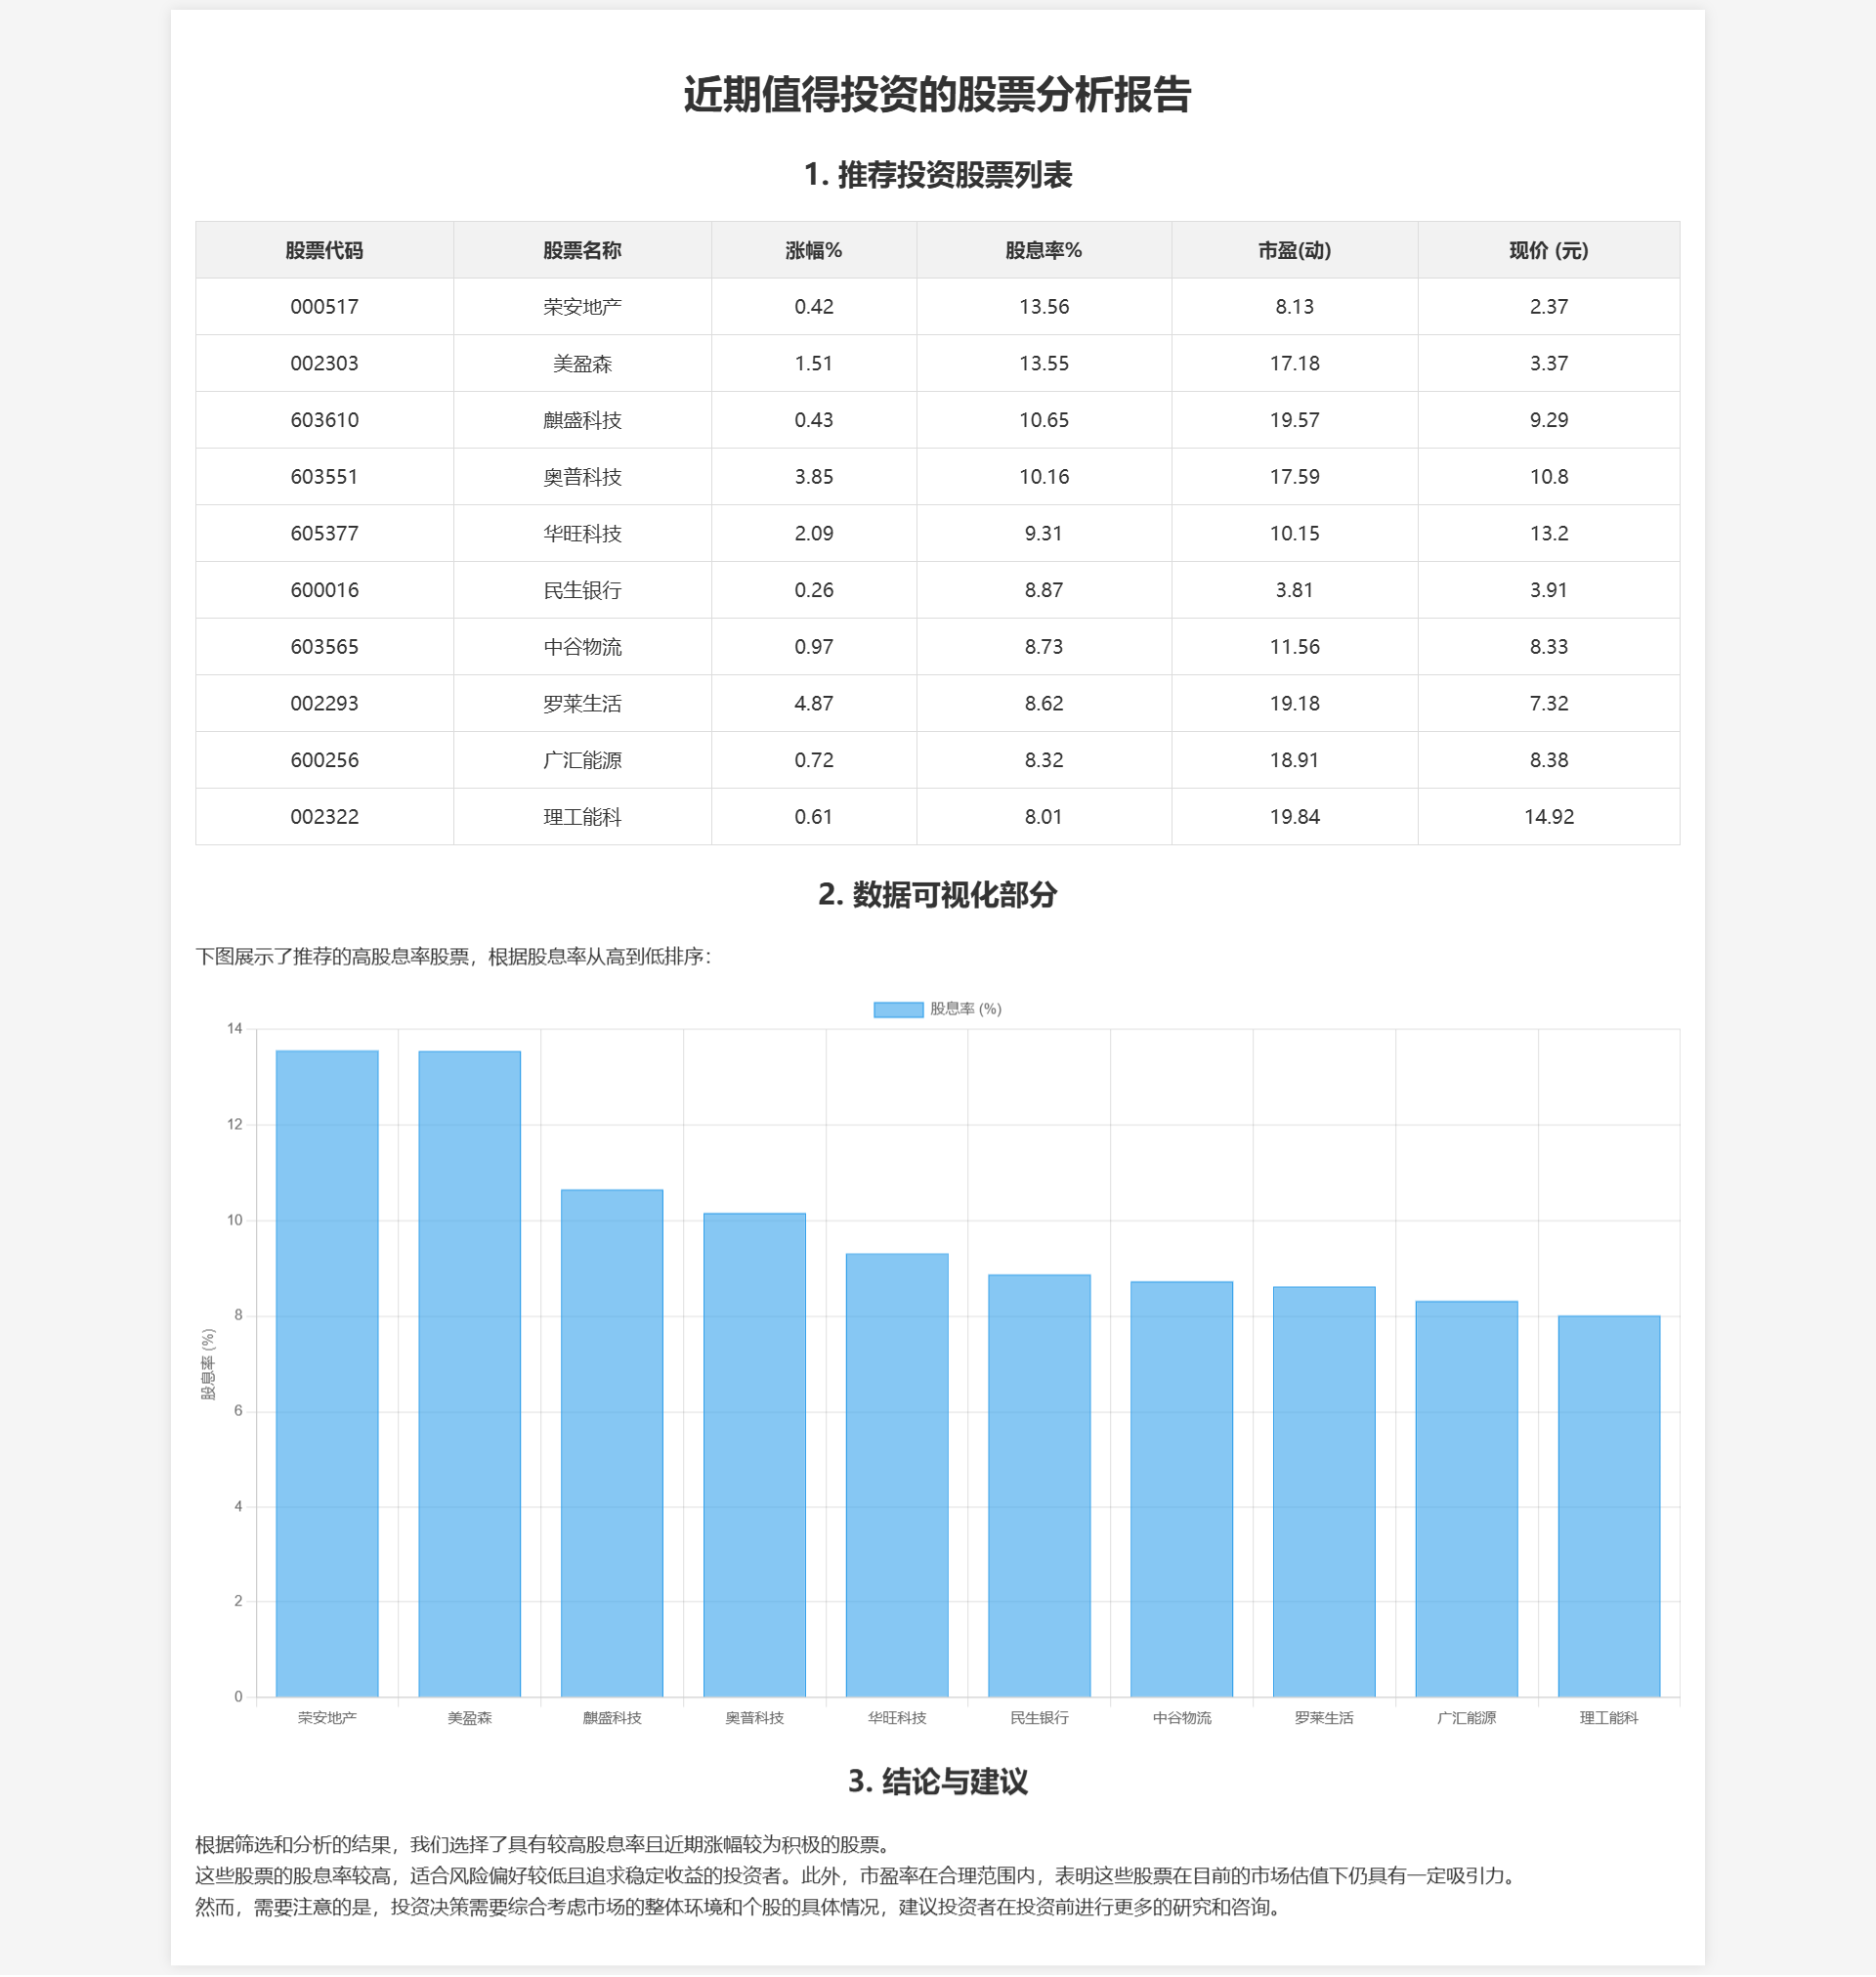 近期值得投资的股票分析报告
1. 推荐投资股票列表
股票代码 股票名称 涨幅% 股息率% 市盈(动) 现价 (元)
000517 荣安地产 0.42 13.56 8.13 2.37
002303 美盈森 1.51 13.55 17.18 3.37
603610 麒盛科技 0.43 10.65 19.57 9.29
603551 奥普科技 3.85 10.16 17.59 10.8
605377 华旺科技 2.09 9.31 10.15 13.2
600016 民生银行 0.26 8.87 3.81 3.91
603565 中谷物流 0.97 8.73 11.56 8.33
002293 罗莱生活 4.87 8.62 19.18 7.32
600256 广汇能源 0.72 8.32 18.91 8.38
002322 理工能科 0.61 8.01 19.84 14.92
2. 数据可视化部分
下图展示了推荐的高股息率股票，根据股息率从高到低排序：
股息率 (%)
14
12
10
8
6
4
2
0
股息率 (%)
荣安地产 美盈森 麒盛科技 奥普科技 华旺科技 民生银行 中谷物流 罗莱生活 广汇能源 理工能科
3. 结论与建议
根据筛选和分析的结果，我们选择了具有较高股息率且近期涨幅较为积极的股票。
这些股票的股息率较高，适合风险偏好较低且追求稳定收益的投资者。此外，市盈率在合理范围内，表明这些股票在目前的市场估值下仍具有一定吸引力。
然而，需要注意的是，投资决策需要综合考虑市场的整体环境和个股的具体情况，建议投资者在投资前进行更多的研究和咨询。